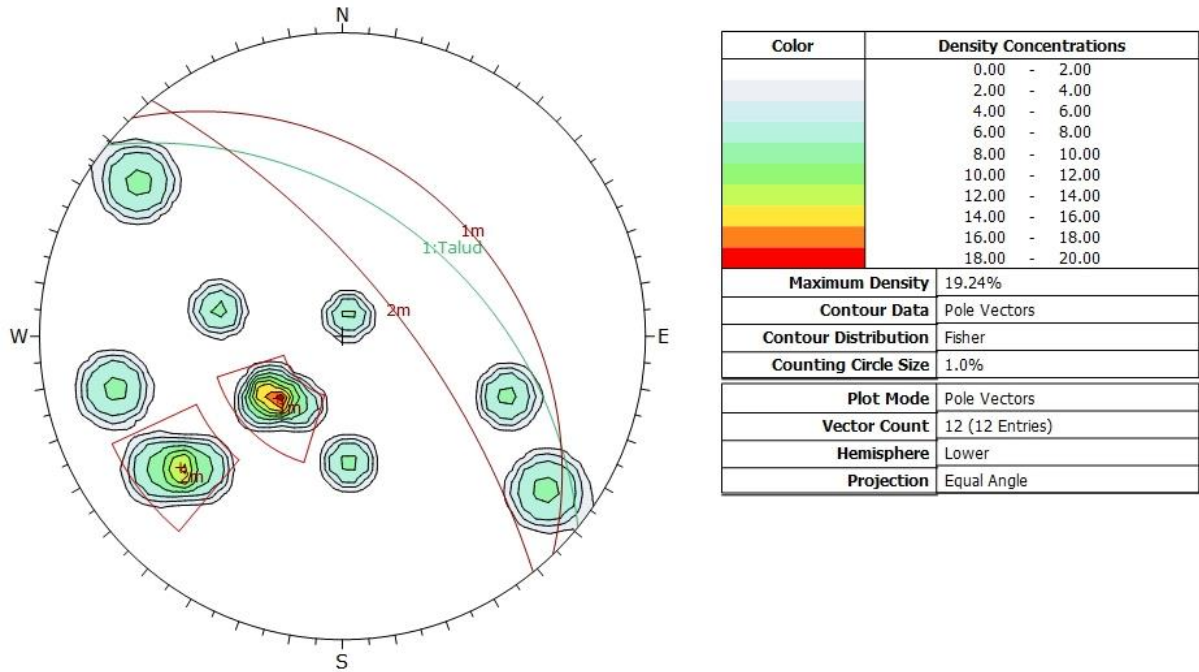 N
W
E
S
1m
1:Talud
2m
1m
2m
Color Density Concentrations
0.00 - 2.00
2.00 - 4.00
4.00 - 6.00
6.00 - 8.00
8.00 - 10.00
10.00 - 12.00
12.00 - 14.00
14.00 - 16.00
16.00 - 18.00
18.00 - 20.00
Maximum Density 19.24%
Contour Data Pole Vectors
Contour Distribution Fisher
Counting Circle Size 1.0%
Plot Mode Pole Vectors
Vector Count 12 (12 Entries)
Hemisphere Lower
Projection Equal Angle